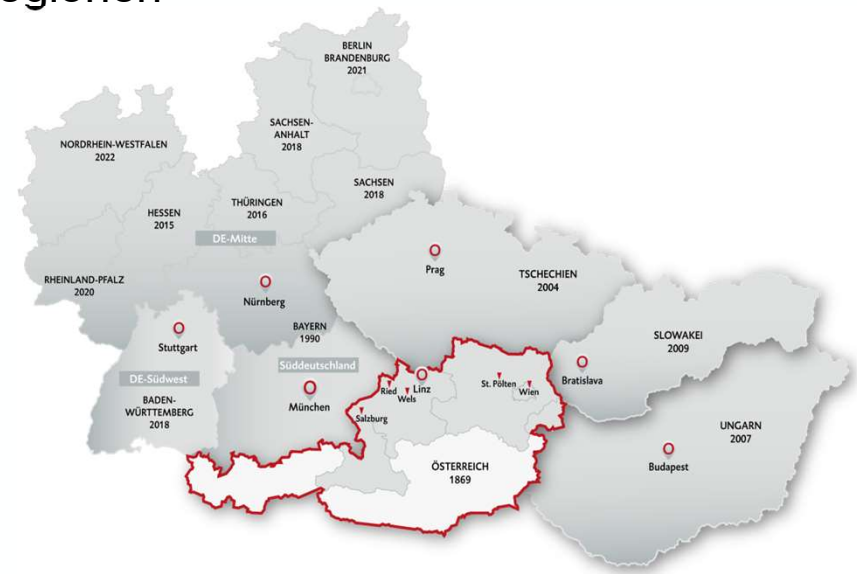 BERLIN
BRANDENBURG
2021
SACHSEN-
ANHALT
2018
NORDRHEIN-WESTFALEN
2022
SACHSEN
2018
THÜRINGEN
2016
HESSEN
2015
DE-Mitte
RHEINLAND-PFALZ
2020
Nürnberg
Prag
TSCHECHIEN
2004
BAYERN
1990
Stuttgart
SLOWAKEI
2009
Süddeutschland
DE-Südwest
BADEN-
WÜRTTEMBERG
2018
München
Ried
Wels
Linz
St. Pölten
Wien
Bratislava
Salzburg
UNGARN
2007
Budapest
ÖSTERREICH
1869